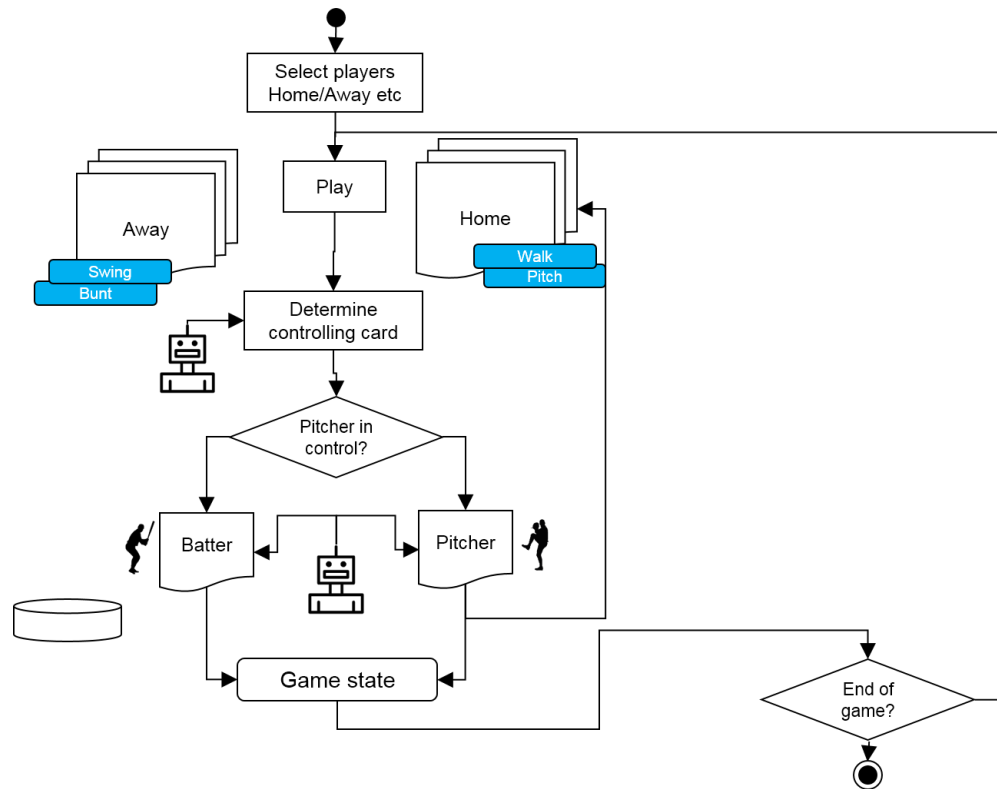 Select players
Home/Away etc
Play
Away
Swing
Bunt
Home
Walk
Pitch
Determine
controlling card
Pitcher in
control?
Batter
Pitcher
Game state
End of
game?